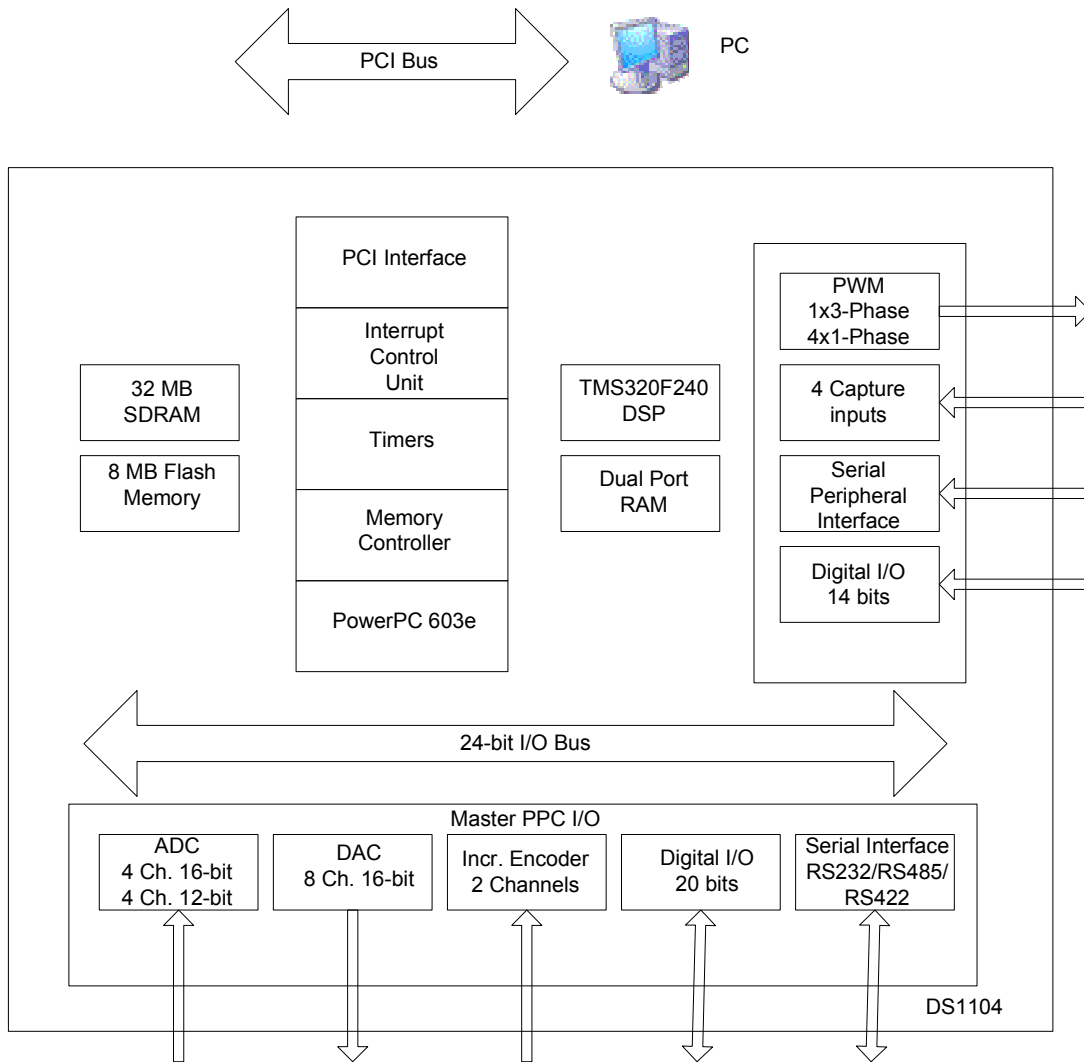 PCI Bus
PC
PCI Interface
Interrupt
Control
Unit
Timers
Memory
Controller
PowerPC 603e
32 MB
SDRAM
8 MB Flash
Memory
TMS320F240
DSP
Dual Port
RAM
PWM
1x3-Phase
4x1-Phase
4 Capture
inputs
Serial
Peripheral
Interface
Digital I/O
14 bits
24-bit I/O Bus
Master PPC I/O
ADC
4 Ch. 16-bit
4 Ch. 12-bit
DAC
8 Ch. 16-bit
Incr. Encoder
2 Channels
Digital I/O
20 bits
Serial Interface
RS232/RS485/
RS422
DS1104